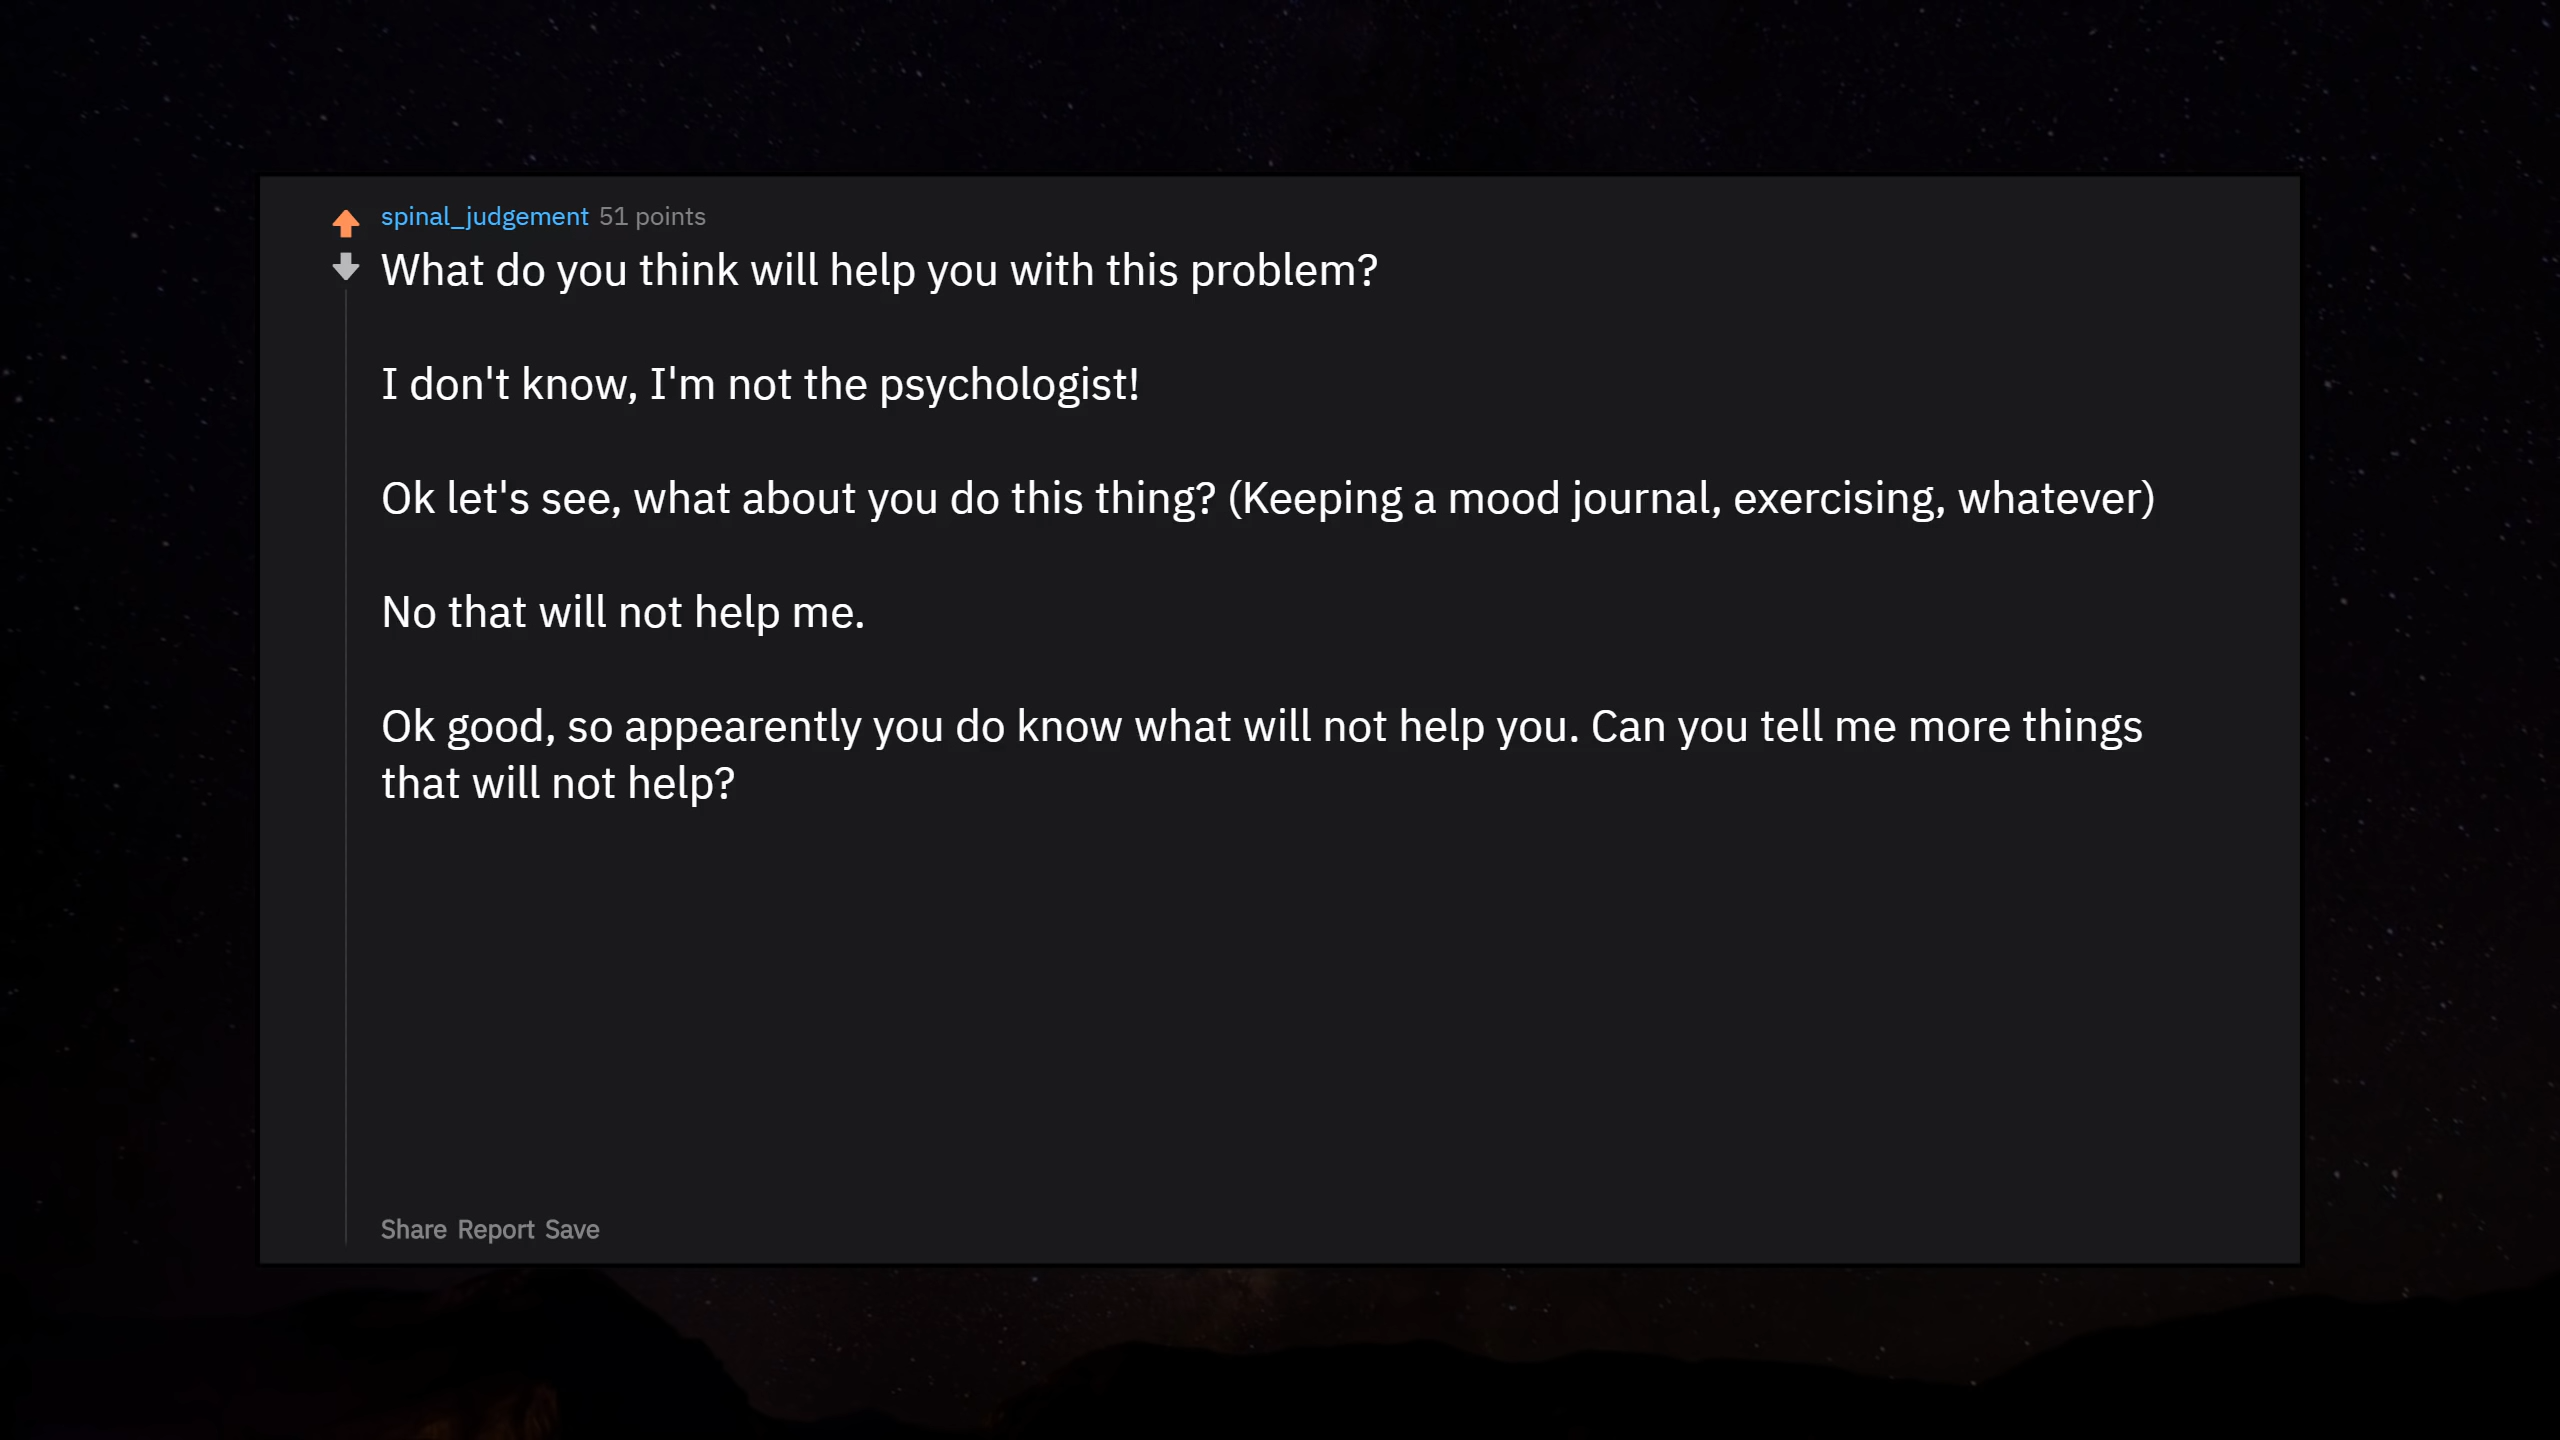 spinal_judgement 51 points
What do you think will help you with this problem?
I don't know, I'm not the psychologist!
Ok let's see, what about you do this thing? (Keeping a mood journal, exercising, whatever)
No that will not help me.
Ok good, so appearently you do know what will not help you. Can you tell me more things
that will not help?
Share Report Save